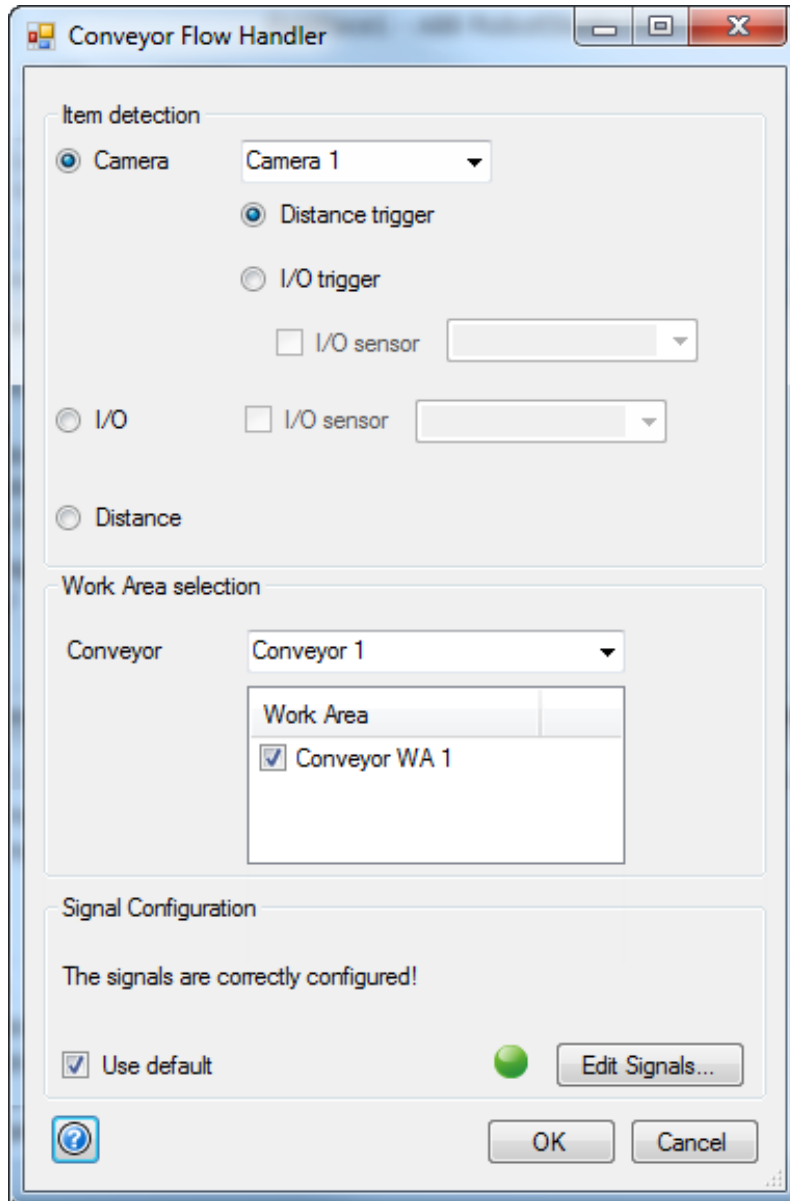 Conveyor Flow Handler
Item detection
Camera Camera 1
Distance trigger
I/O trigger
I/O sensor
I/O I/O sensor
Distance
Work Area selection
Conveyor Conveyor 1
Work Area
Conveyor WA 1
Signal Configuration
The signals are correctly configured!
Use default Edit Signals...
OK Cancel